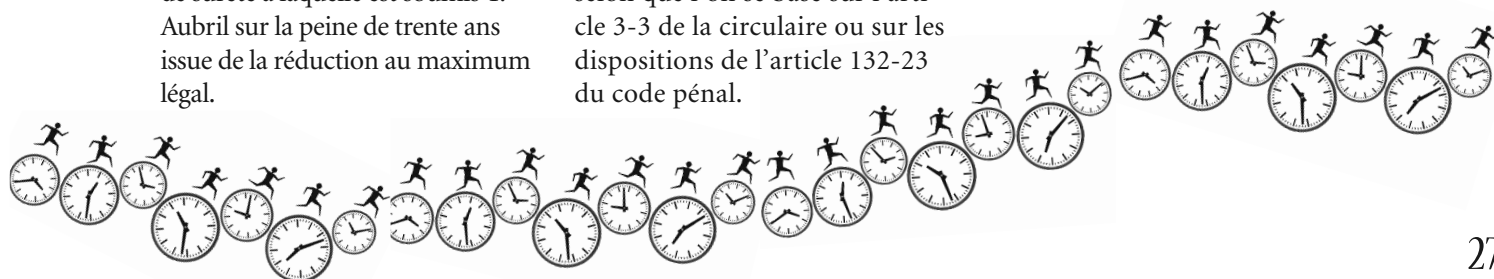 Aubril sur la peine de trente ans
issue de la réduction au maximum
légal.
cle 3-3 de la circulaire ou sur les
dispositions de l’article 132-23
du code pénal.
27